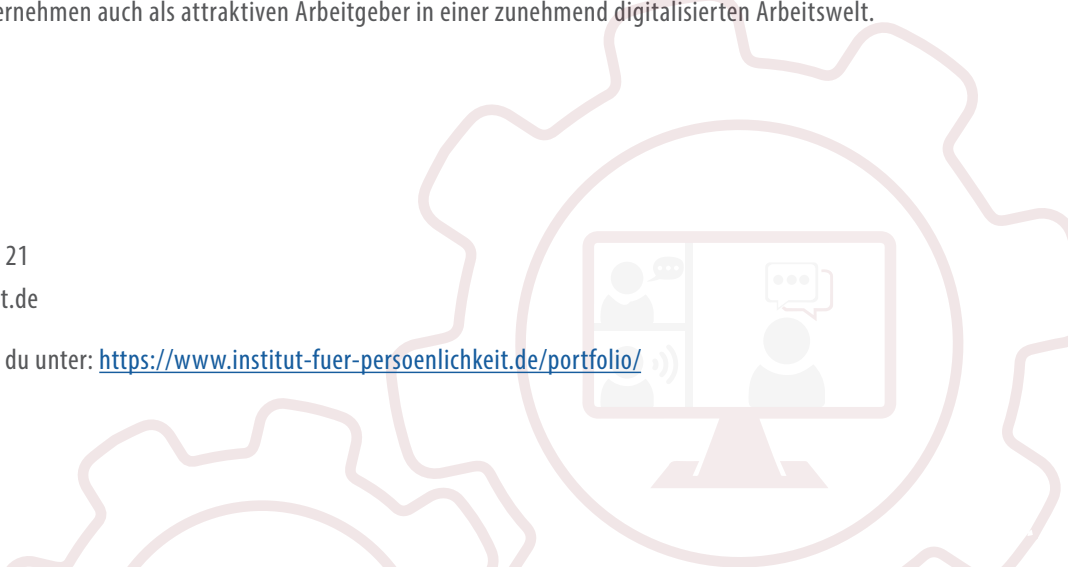 ernehmen auch als attraktiven Arbeitgeber in einer zunehmend digitalisierten Arbeitswelt.
21
t.de
du unter: https://www.institut-fuer-persoenlichkeit.de/portfolio/